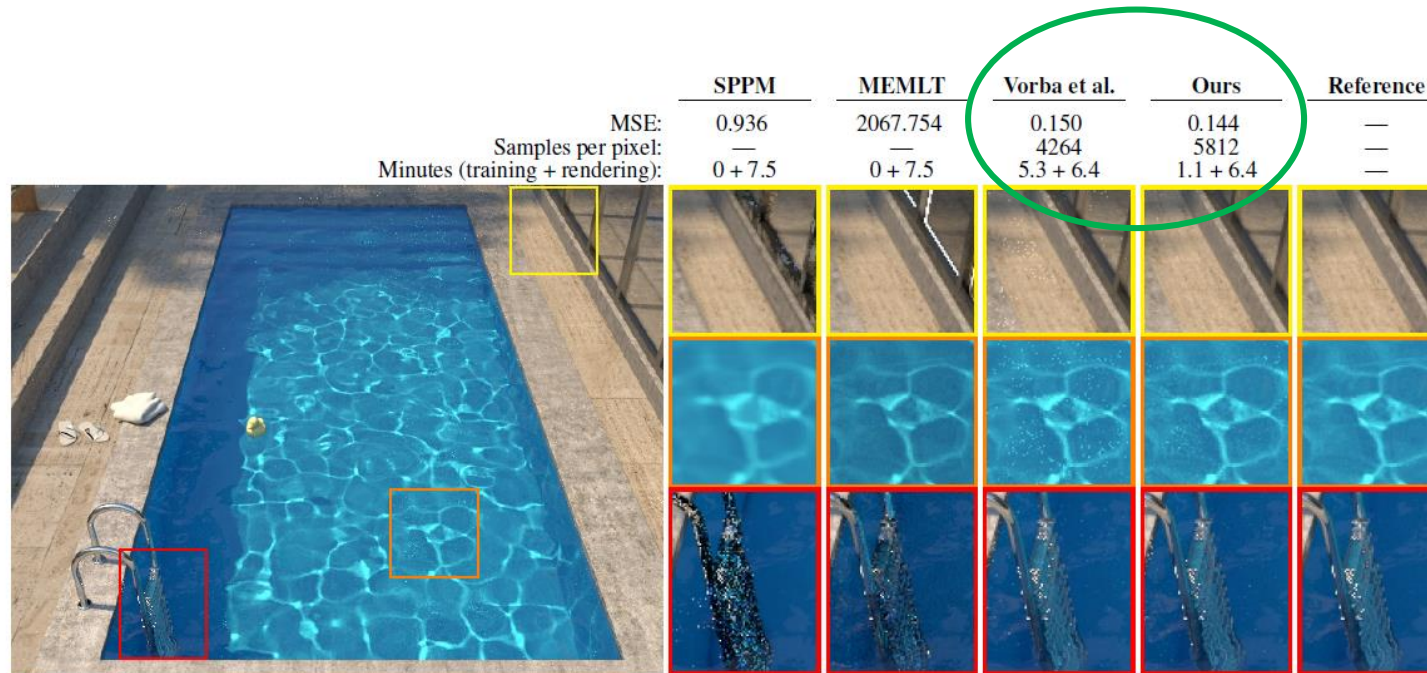 SPPM MEMLT Vorba et al. Ours Reference
MSE: 0.936 2067.754 0.150 0.144 —
Samples per pixel: — — 4264 5812 —
Minutes (training + rendering): 0 + 7.5 0 + 7.5 5.3 + 6.4 1.1 + 6.4 —